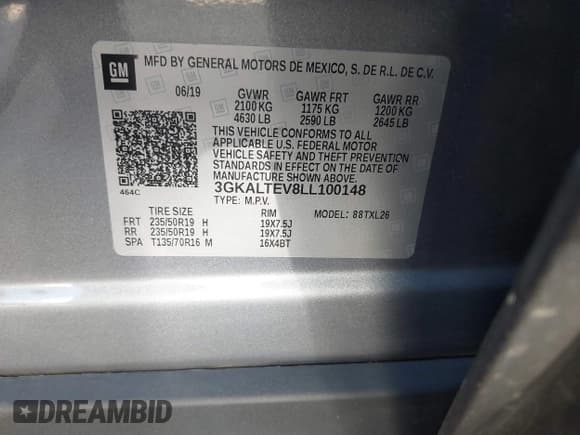 GM
MFD BY GENERAL MOTORS DE MEXICO, S. DE R.L. DE C.V.
06/19 GVWR GAWR FRT GAWR RR
2100 KG 1175 KG 1200 KG
4630 LB 2590 LB 2645 LB
THIS VEHICLE CONFORMS TO ALL
APPLICABLE U.S. FEDERAL MOTOR
VEHICLE SAFETY AND THEFT PREVENTION
STANDARDS IN EFFECT ON THE DATE OF
MANUFACTURE SHOWN ABOVE.
464C 3GKALTEV8LL100148
TYPE: M.P.V.
TIRE SIZE RIM MODEL: 88TXL26
FRT 235/50R19 H 19X7.5J
RR 235/50R19 H 19X7.5J
SPA T135/70R16 M 16X4BT
DREAMBID